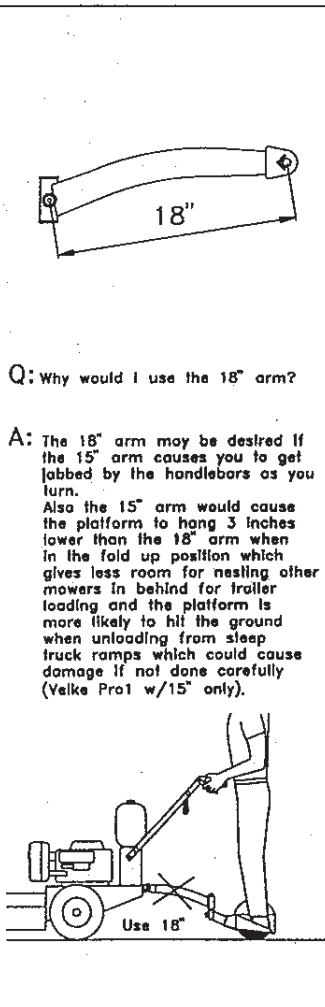 18"
Q: Why would I use the 18" arm?
A: The 18" arm may be desired if
the 15" arm causes you to get
jabbed by the handlebars as you
turn.
Also the 15" arm would cause
the platform to hang 3 inches
lower than the 18" arm when
in the fold up position which
gives less room for nesting other
mowers in behind for trailer
loading and the platform is
more likely to hit the ground
when unloading from steep
truck ramps which could cause
damage if not done carefully
(Velke Pro1 w/15" only).
Use 18"